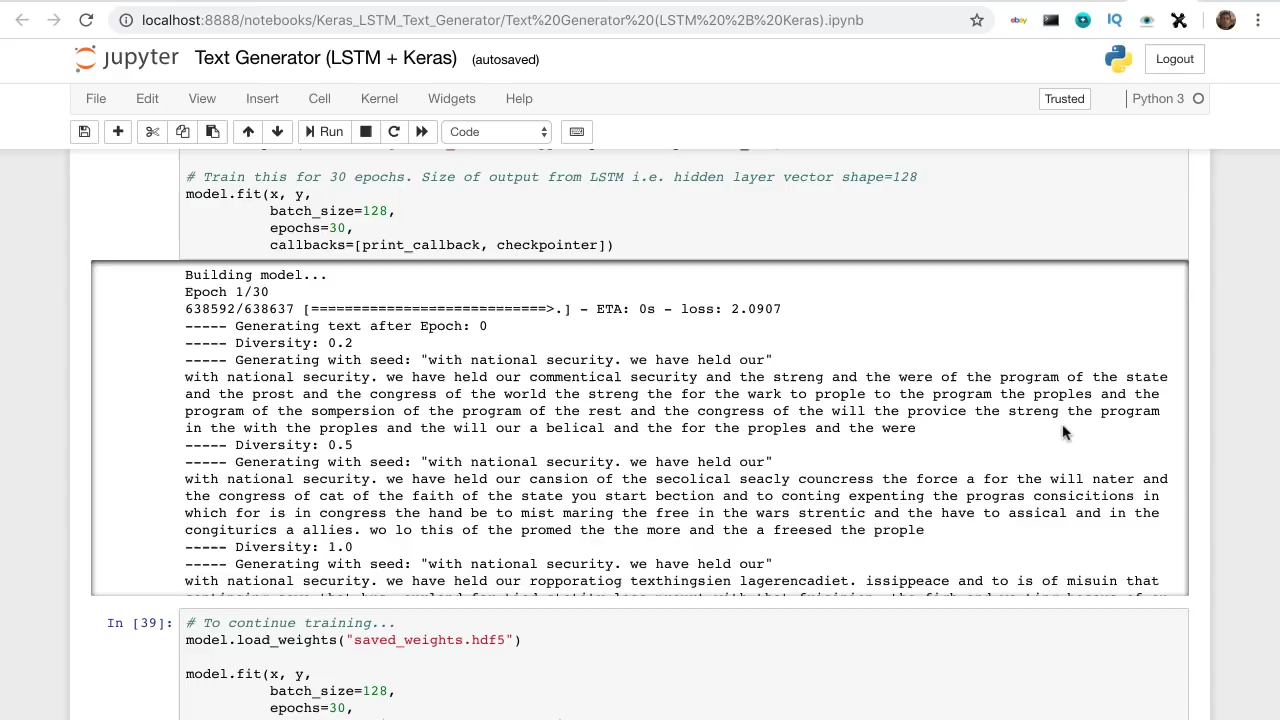 localhost:8888/notebooks/Keras_LSTM_Text_Generator/Text%20Generator%20(LSTM%20%2B%20Keras).ipynb
ebay
IQ
jupyter Text Generator (LSTM + Keras) (autosaved)
Logout
File Edit View Insert Cell Kernel Widgets Help
Trusted
Python 3
Run
Code
# Train this for 30 epochs. Size of output from LSTM i.e. hidden layer vector shape=128
model.fit(x, y,
batch_size=128,
epochs=30,
callbacks=[print_callback, checkpointer])
Building model...
Epoch 1/30
638592/638637 [============================>.] - ETA: 0s - loss: 2.0907
----- Generating text after Epoch: 0
----- Diversity: 0.2
----- Generating with seed: "with national security. we have held our"
with national security. we have held our commentical security and the streng and the were of the program of the state
and the prost and the congress of the world the streng the for the wark to prople to the program the proples and the
program of the sompersion of the program of the rest and the congress of the will the provice the streng the program
in the with the proples and the will our a belical and the for the proples and the were
----- Diversity: 0.5
----- Generating with seed: "with national security. we have held our"
with national security. we have held our cansion of the secolical seacly councress the force a for the will nater and
the congress of cat of the faith of the state you start bection and to conting expenting the progras consicitions in
which for is in congress the hand be to mist maring the free in the wars strentic and the have to assical and in the
congiturics a allies. wo lo this of the promed the the more and the a freesed the prople
----- Diversity: 1.0
----- Generating with seed: "with national security. we have held our"
with national security. we have held our ropporatiog texthingsien lagerencadiet. issippeace and to is of misuin that
In [39]:
# To continue training...
model.load_weights("saved_weights.hdf5")
model.fit(x, y,
batch_size=128,
epochs=30,